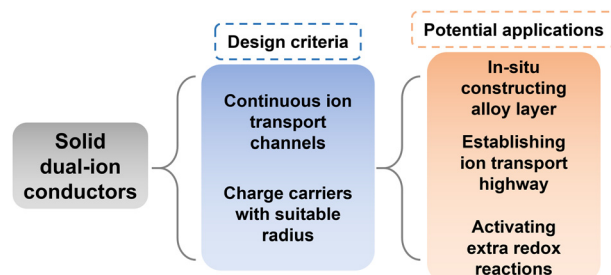 Design criteria
Potential applications
Solid
dual-ion
conductors
Continuous ion
transport
channels
Charge carriers
with suitable
radius
In-situ
constructing
alloy layer
Establishing
ion transport
highway
Activating
extra redox
reactions